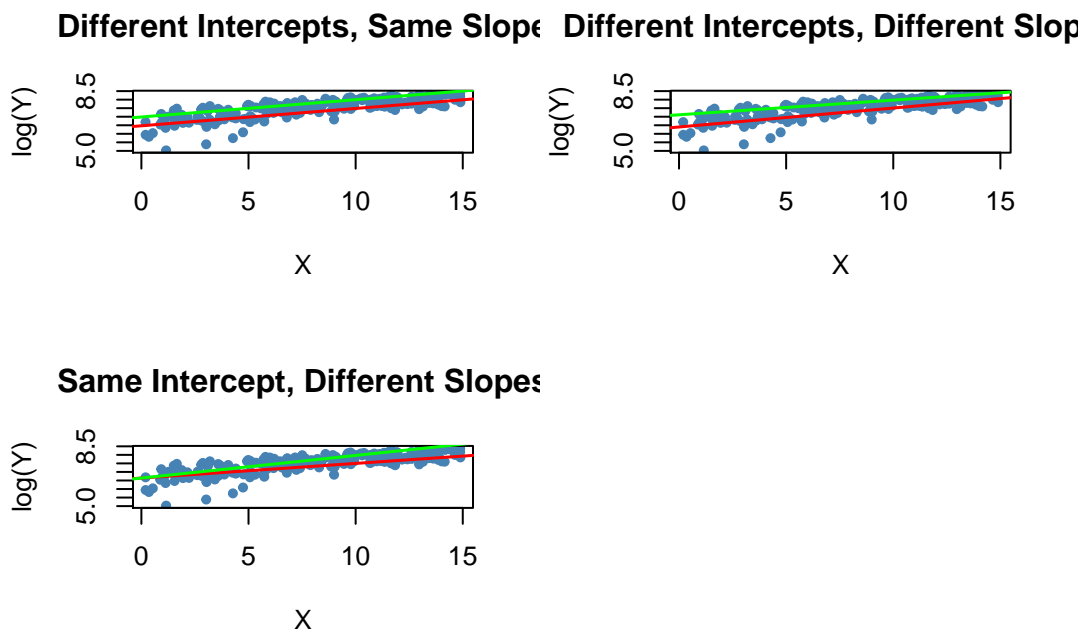 Different Intercepts, Same Slope
log(Y)
8.5
5.0
0 5 10 15
X
Different Intercepts, Different Slop
log(Y)
8.5
5.0
0 5 10 15
X
Same Intercept, Different Slopes
log(Y)
8.5
5.0
0 5 10 15
X